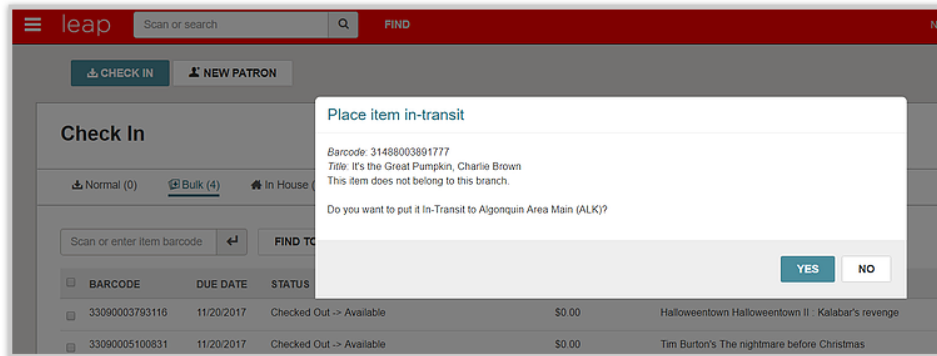 leap Scan or search FIND N
CHECK IN NEW PATRON
Place item in-transit
Barcode: 31488003891777
Title: It's the Great Pumpkin, Charlie Brown
This item does not belong to this branch.
Do you want to put it In-Transit to Algonquin Area Main (ALK)?
YES NO
Check In
Normal (0) Bulk (4) In House (
Scan or enter item barcode FIND TO
BARCODE DUE DATE STATUS
33090003793116 11/20/2017 Checked Out -> Available $0.00 Halloweentown Halloweentown II : Kalabar's revenge
33090005100831 11/20/2017 Checked Out -> Available $0.00 Tim Burton's The nightmare before Christmas